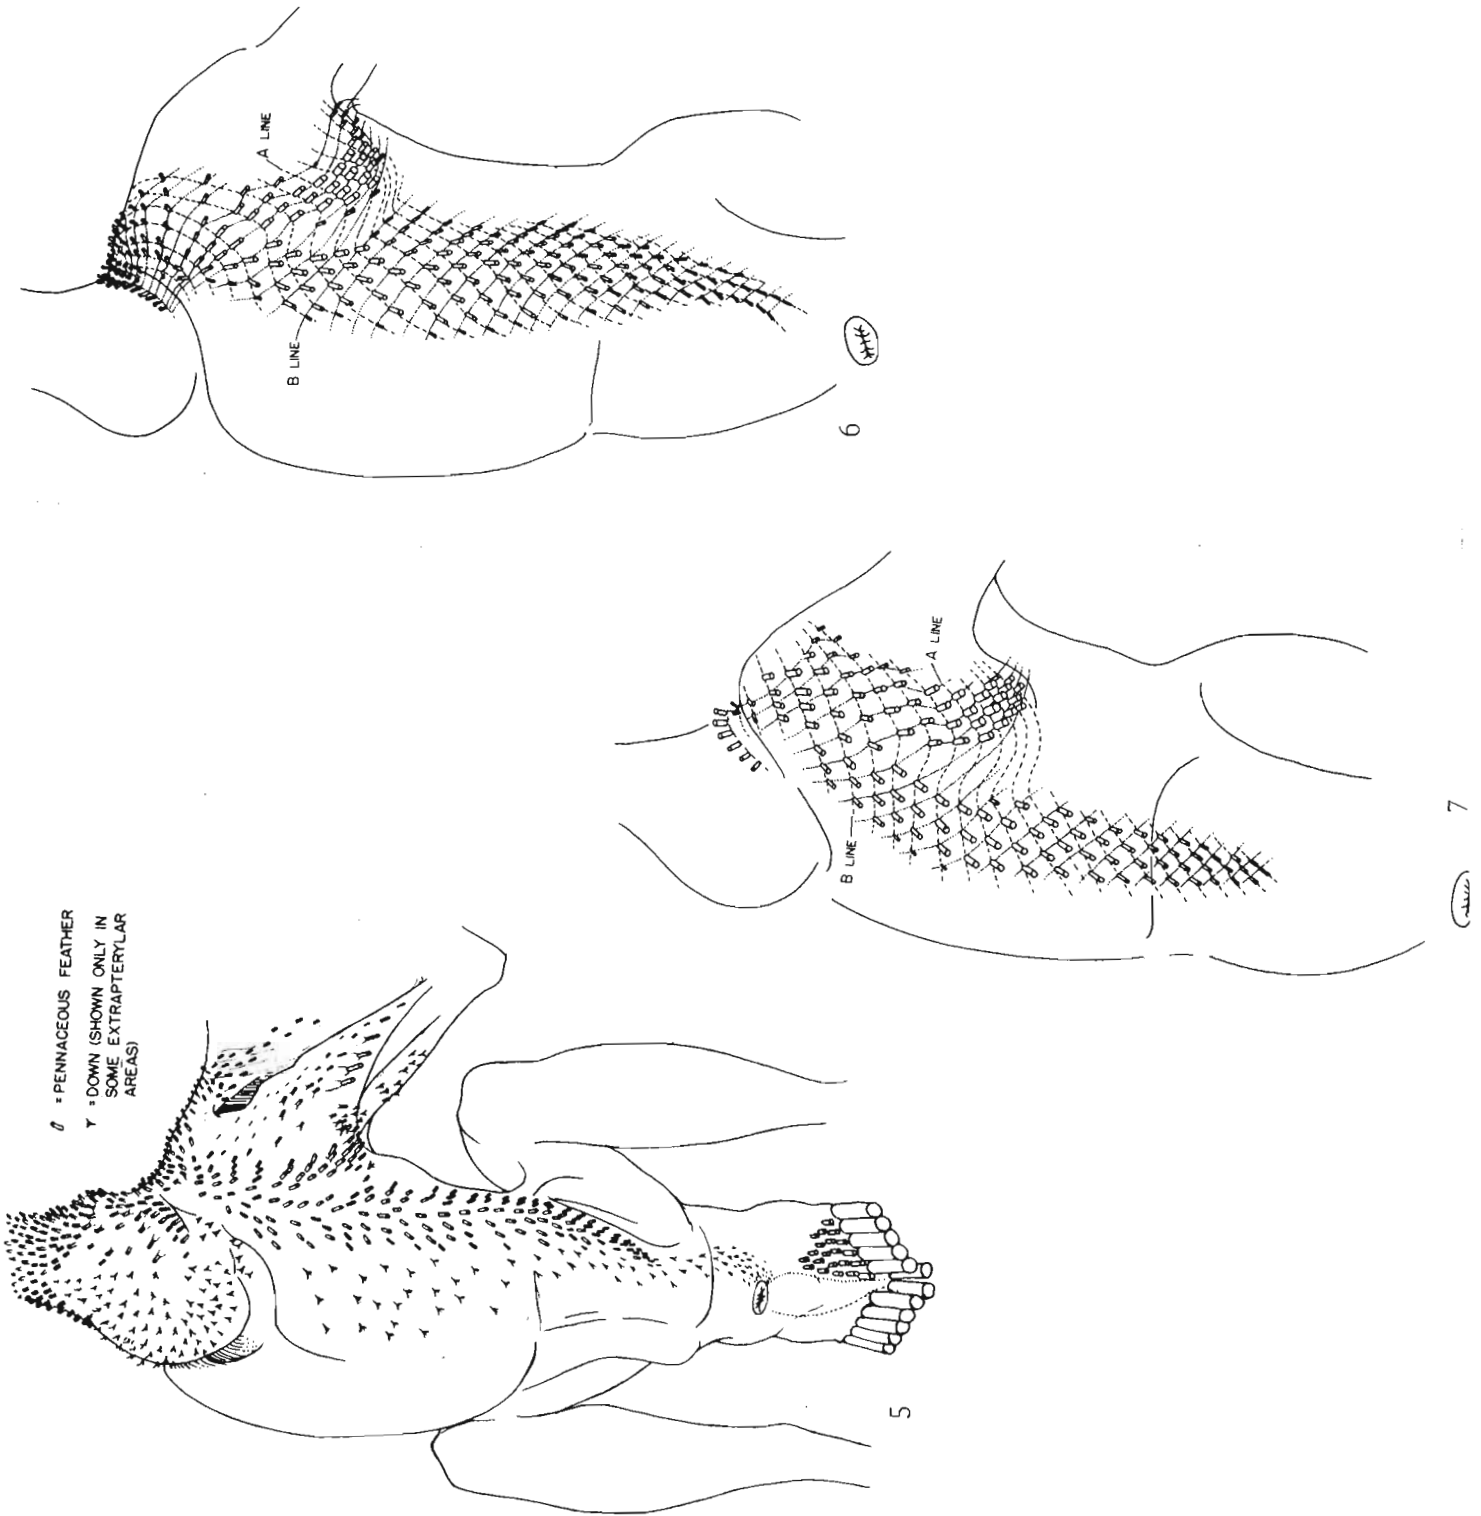 A LINE
B LINE
6
A LINE
B LINE
7
= PENNACEOUS FEATHER
= DOWN (SHOWN ONLY IN
SOME EXTRAPTERYLAR
AREAS)
5